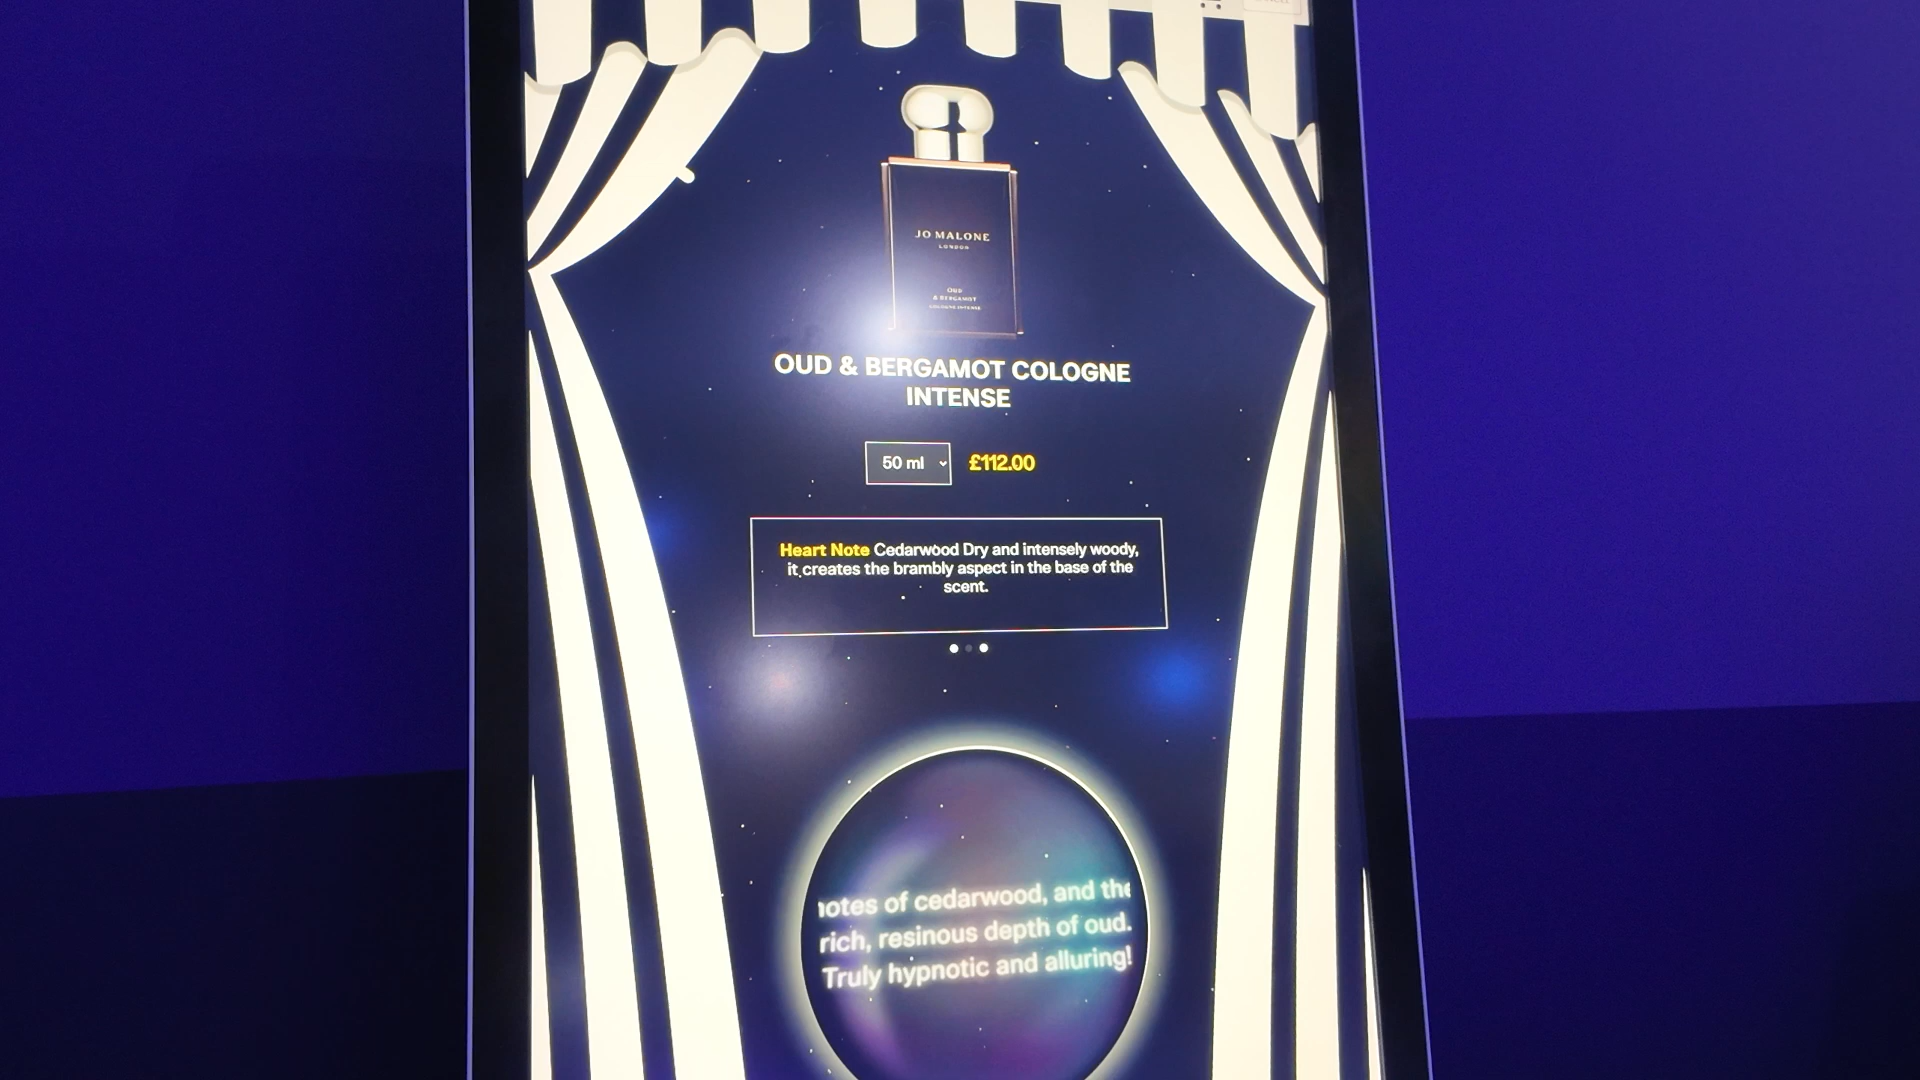 JO MALONE
LONDON
OUD
& BERGAMOT
COLOGNE INTENSE
OUD & BERGAMOT COLOGNE
INTENSE
50 ml £112.00
Heart Note Cedarwood Dry and intensely woody,
it creates the brambly aspect in the base of the
scent.
notes of cedarwood, and the
rich, resinous depth of oud.
Truly hypnotic and alluring!